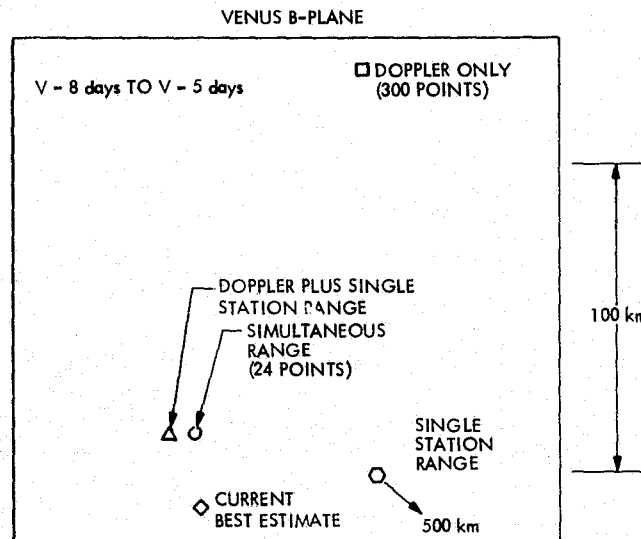 VENUS B-PLANE
V - 8 days TO V - 5 days
DOPPLER ONLY
(300 POINTS)
DOPPLER PLUS SINGLE
STATION RANGE
SIMULTANEOUS
RANGE
(24 POINTS)
100 km
SINGLE
STATION
RANGE
500 km
CURRENT
BEST ESTIMATE